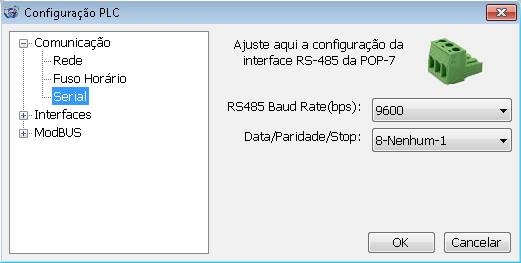 Configuração PLC
Comunicação
Rede
Fuso Horário
Serial
Interfaces
ModBUS
Ajuste aqui a configuração da
interface RS-485 da POP-7
RS485 Baud Rate(bps): 9600
Data/Paridade/Stop: 8-Nenhum-1
OK Cancelar